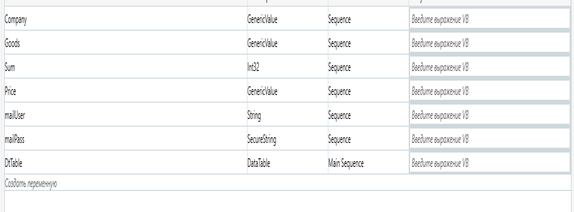 Company GenericValue Sequence Введите выражение VB
Goods GenericValue Sequence Введите выражение VB
Sum Int32 Sequence Введите выражение VB
Price GenericValue Sequence Введите выражение VB
mailUser String Sequence Введите выражение VB
mailPass SecureString Sequence Введите выражение VB
DtTable DataTable Main Sequence Введите выражение VB
Создать переменную